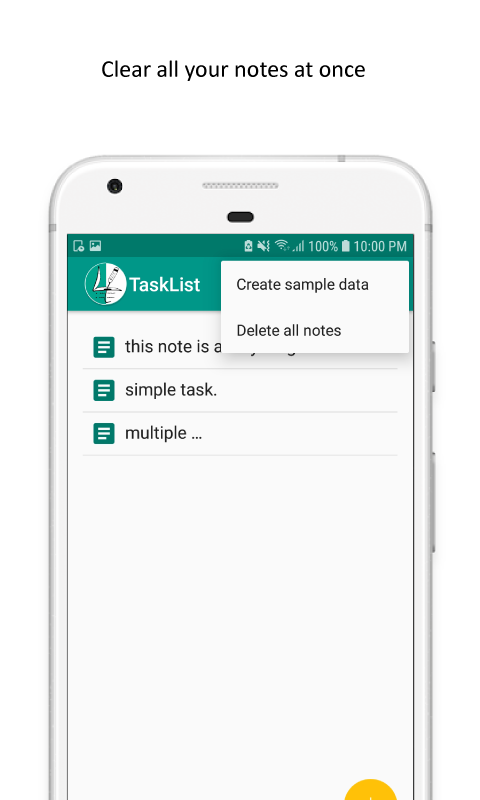 Clear all your notes at once
100% 10:00 PM
TaskList
Create sample data
Delete all notes
this note is a
simple task.
multiple ...